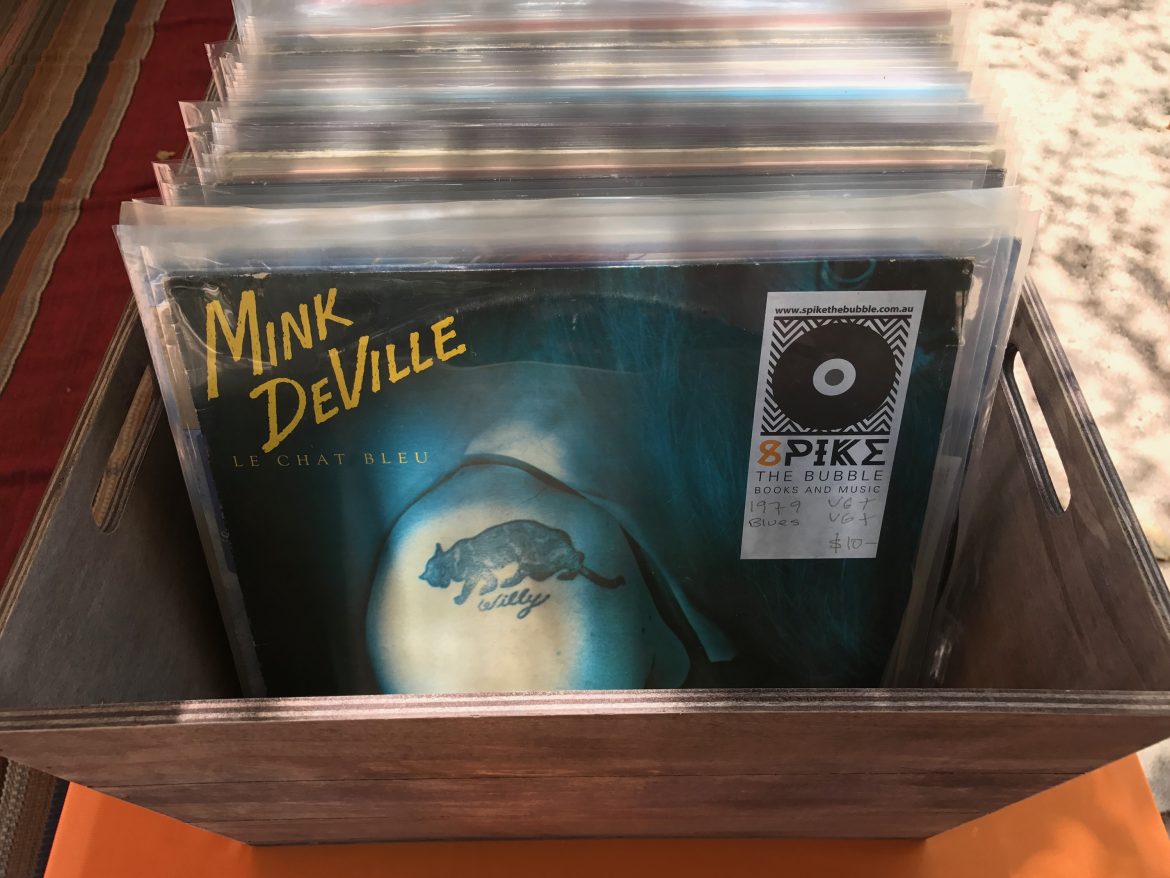 MINK
DEVILLE
LE CHAT BLEU
Willy
www.spikethebubble.com.au
SPIKE
THE BUBBLE
BOOKS AND MUSIC
1979 VG+
Blues VG+
$10-